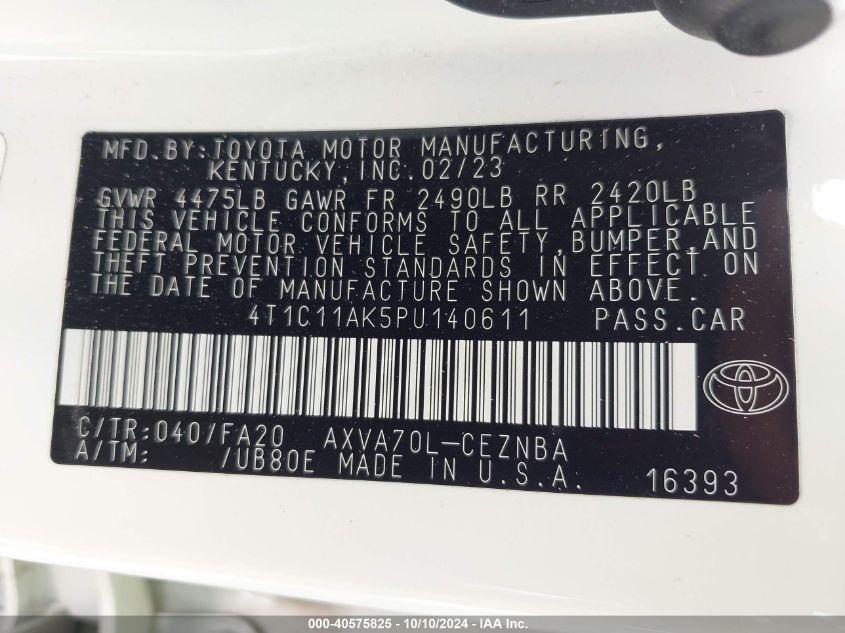 MFD.BY:TOYOTA MOTOR MANUFACTURING,
KENTUCKY,INC.02/23
GVWR 4475LB GAWR FR 2490LB RR 2420LB
THIS VEHICLE CONFORMS TO ALL APPLICABLE
FEDERAL MOTOR VEHICLE SAFETY,BUMPER,AND
THEFT PREVENTION STANDARDS IN EFFECT ON
THE DATE OF MANUFACTURE SHOWN ABOVE.
4T1C11AK5PU140611 PASS.CAR
C/TR:040/FA20 AXVA70L-CEZNBA
A/TM: /UB80E MADE IN U.S.A. 16393
000-40575825 - 10/10/2024 - IAA Inc.